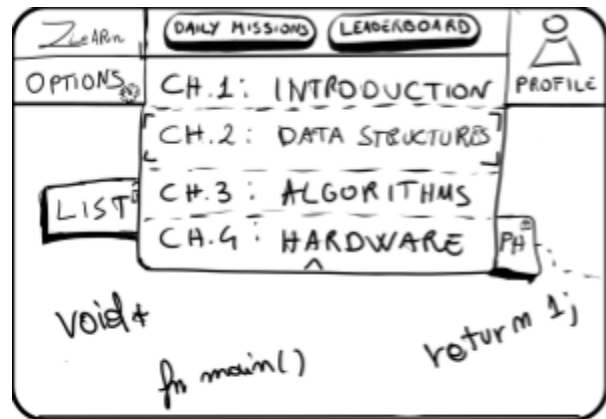 ZLeARn
DAILY MISSIONS
LEADERBOARD
OPTIONS
PROFILE
CH.1: INTRODUCTION
CH.2: DATA STRUCTURES
CH.3: ALGORITHMS
CH.4: HARDWARE
LIST
PH
void*
fn main()
return 1;